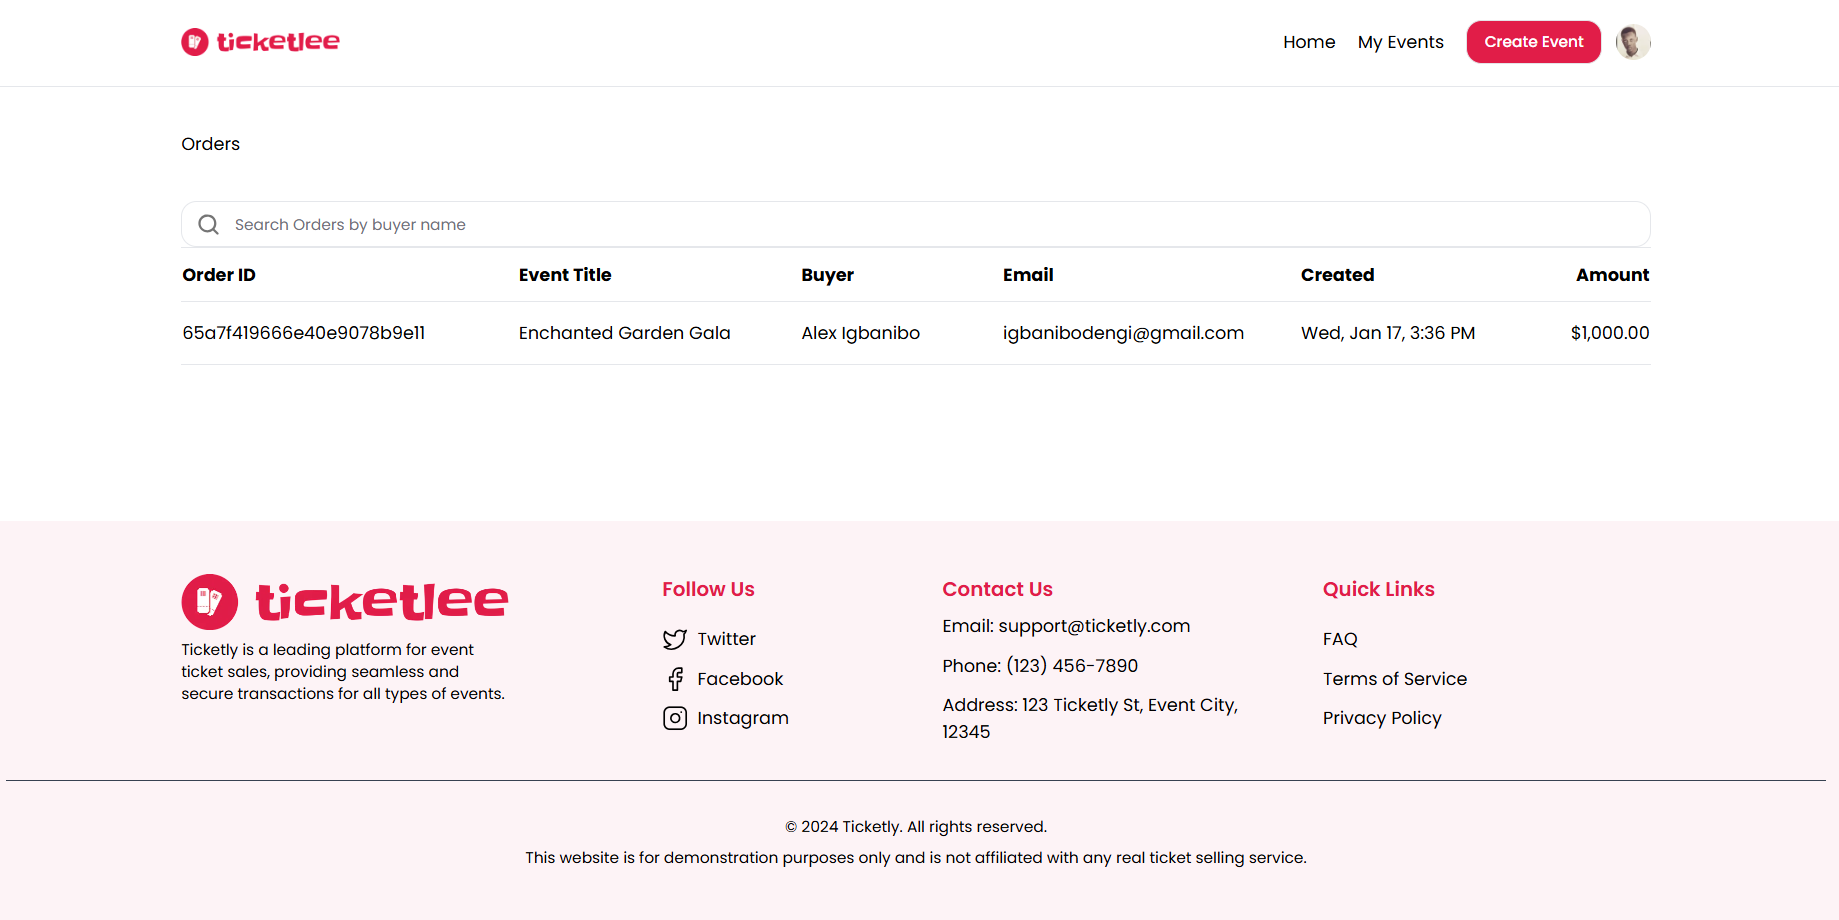 ticketlee
Home My Events Create Event
Orders
Search Orders by buyer name
Order ID Event Title Buyer Email Created Amount
65a7f419666e40e9078b9e11 Enchanted Garden Gala Alex Igbanibo igbanibodengi@gmail.com Wed, Jan 17, 3:36 PM $1,000.00
ticketlee
Ticketly is a leading platform for event
ticket sales, providing seamless and
secure transactions for all types of events.
Follow Us
Twitter
Facebook
Instagram
Contact Us
Email: support@ticketly.com
Phone: (123) 456-7890
Address: 123 Ticketly St, Event City,
12345
Quick Links
FAQ
Terms of Service
Privacy Policy
© 2024 Ticketly. All rights reserved.
This website is for demonstration purposes only and is not affiliated with any real ticket selling service.